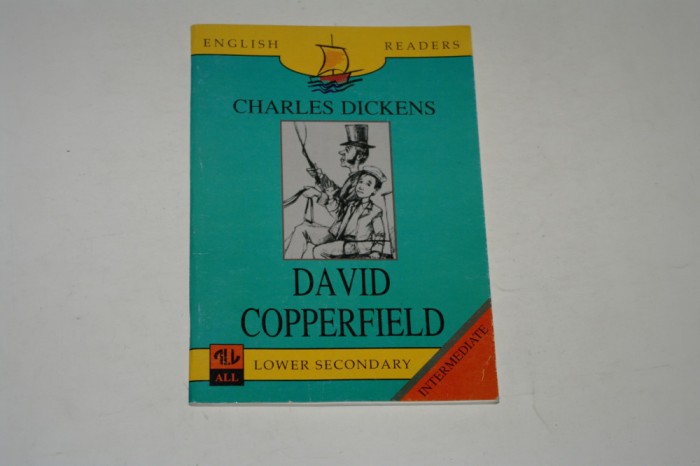 ENGLISH READERS
CHARLES DICKENS
DAVID
COPPERFIELD
ALL
LOWER SECONDARY
INTERMEDIATE